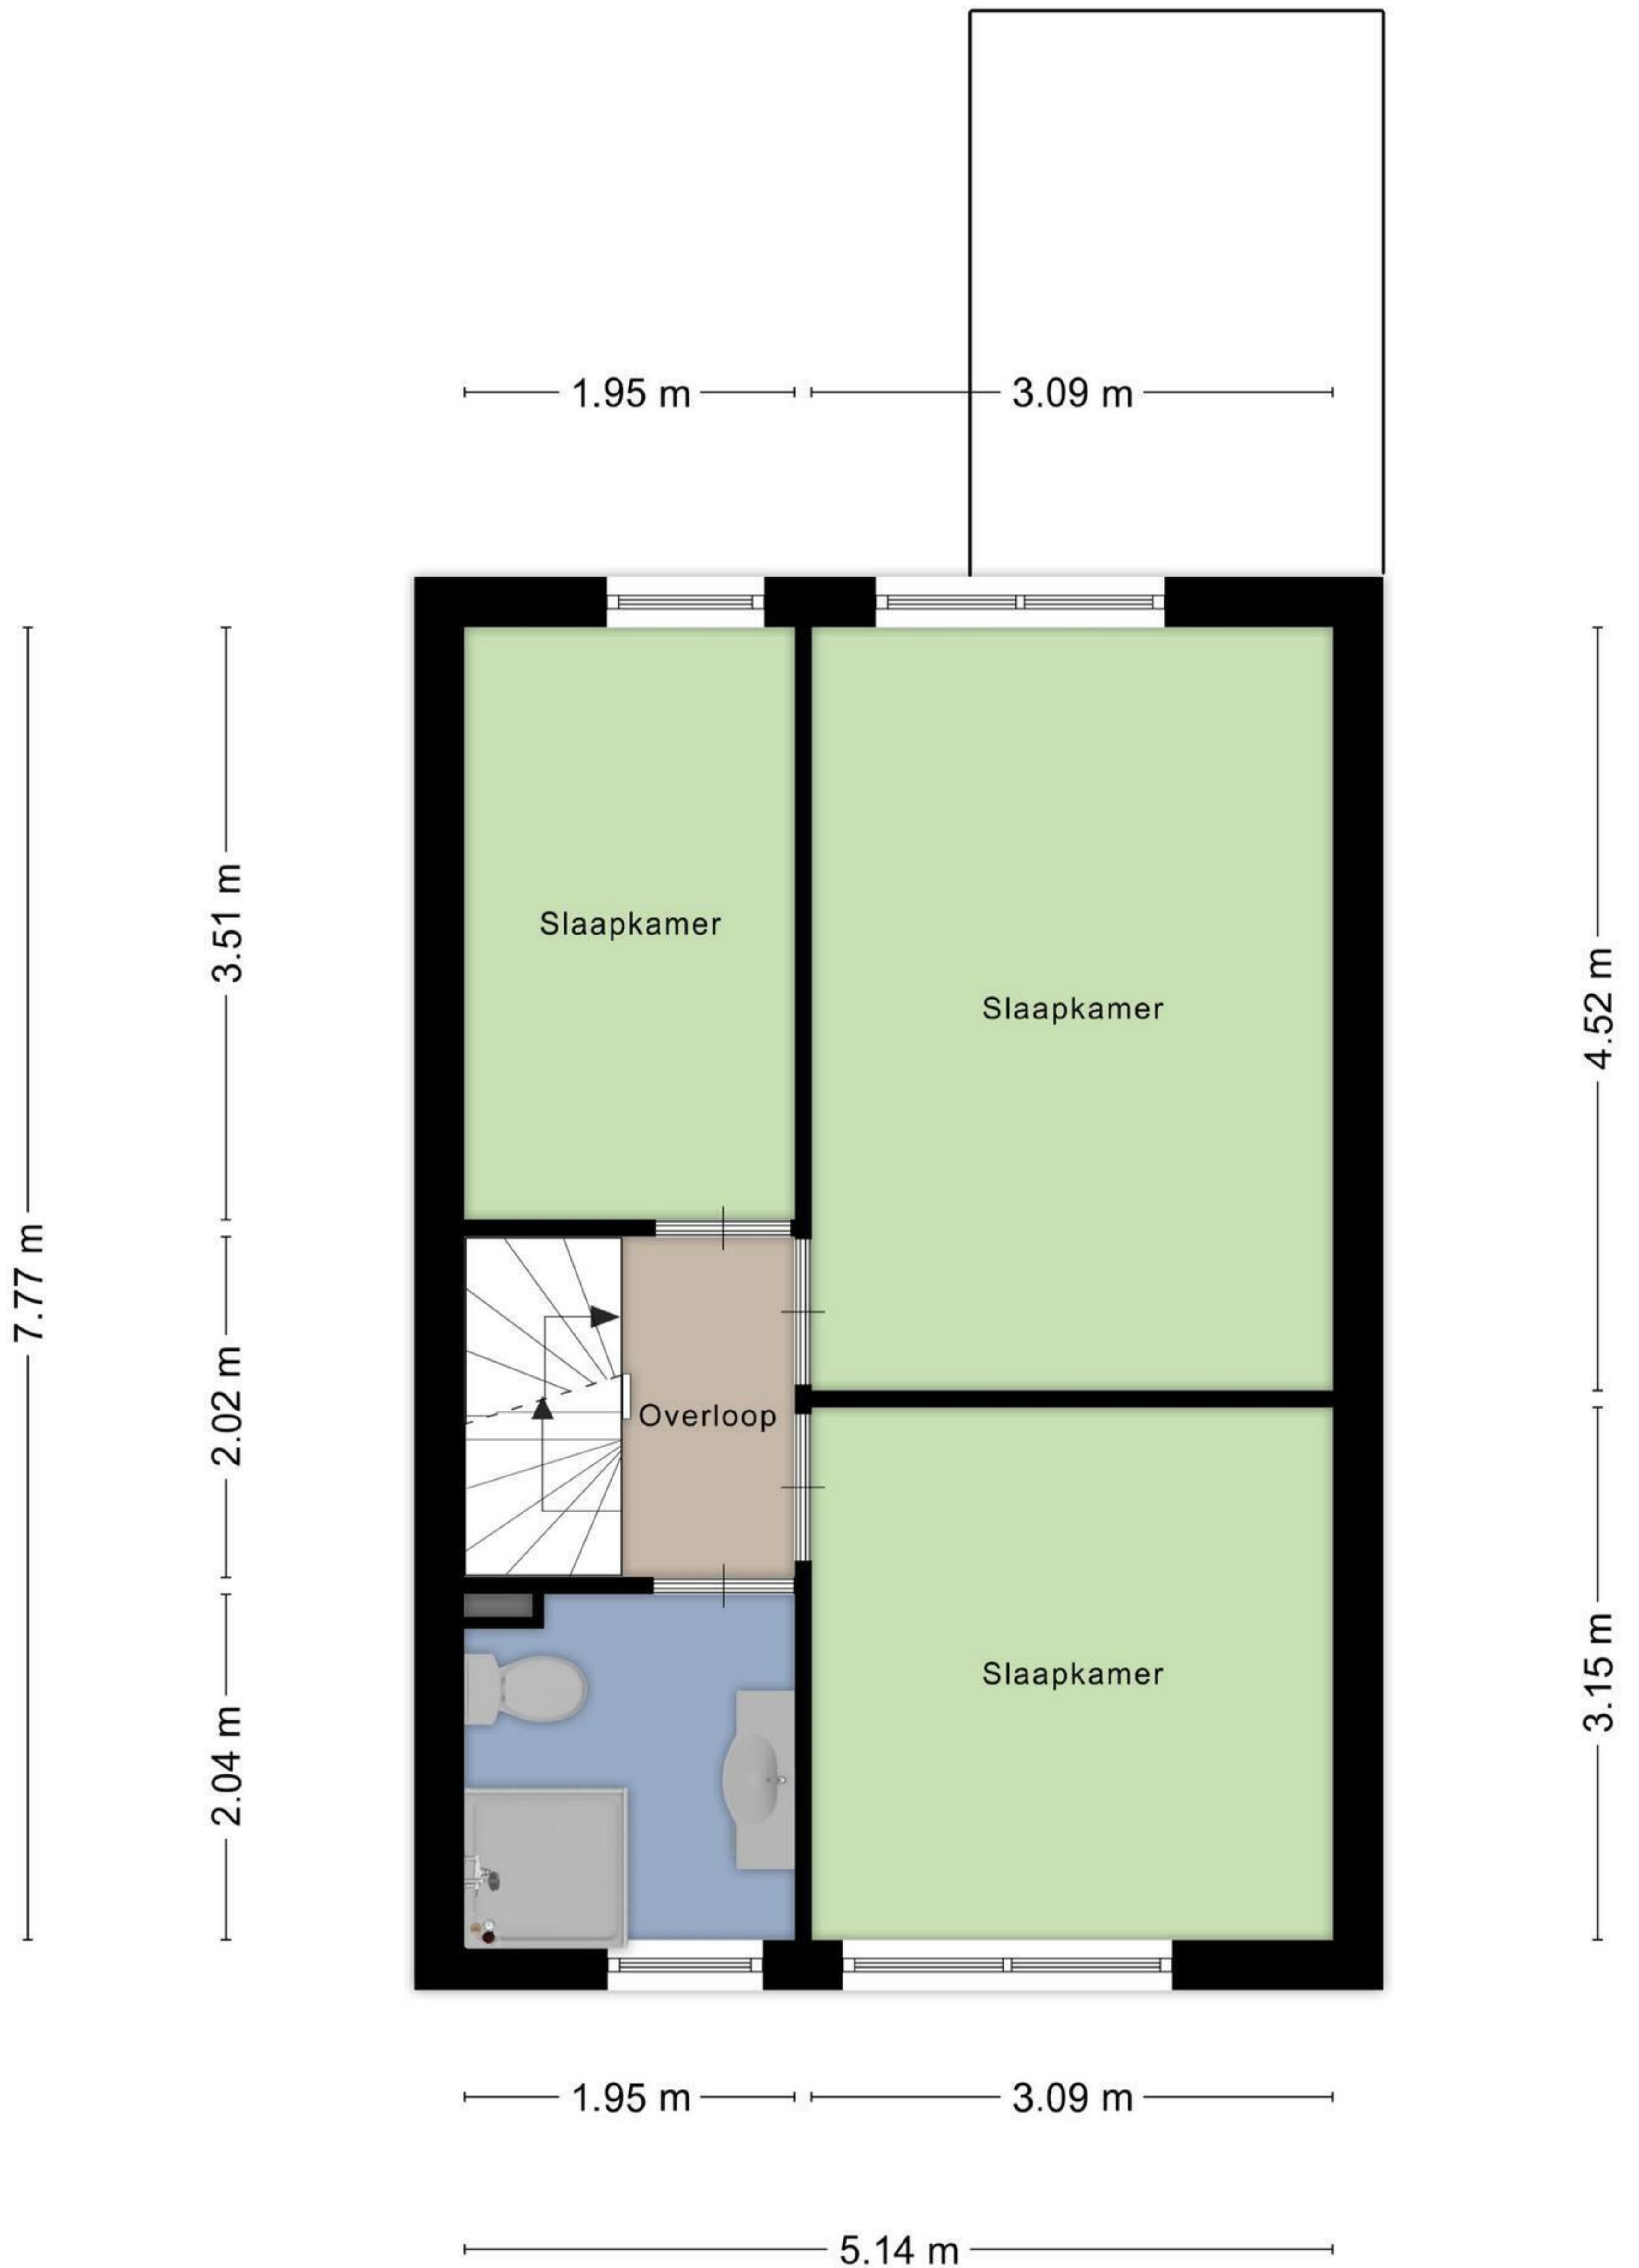 1.95 m
3.09 m
3.51 m
Slaapkamer
4.52 m
Slaapkamer
7.77 m
2.02 m
Overloop
3.15 m
Slaapkamer
2.04 m
1.95 m
3.09 m
5.14 m